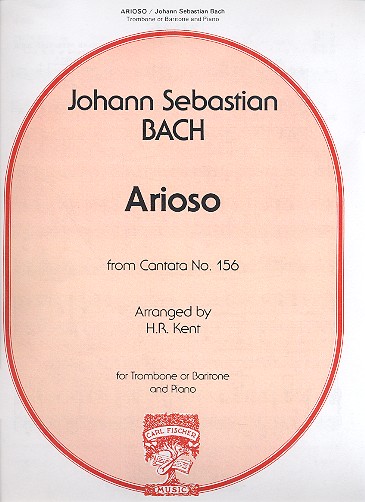 ARIOSO / Johann Sebastian Bach
Trombone or Baritone and Piano
Johann Sebastian
BACH
Arioso
from Cantata No. 156
Arranged by
H.R. Kent
for Trombone or Baritone
and Piano
CARL FISCHER
MUSIC